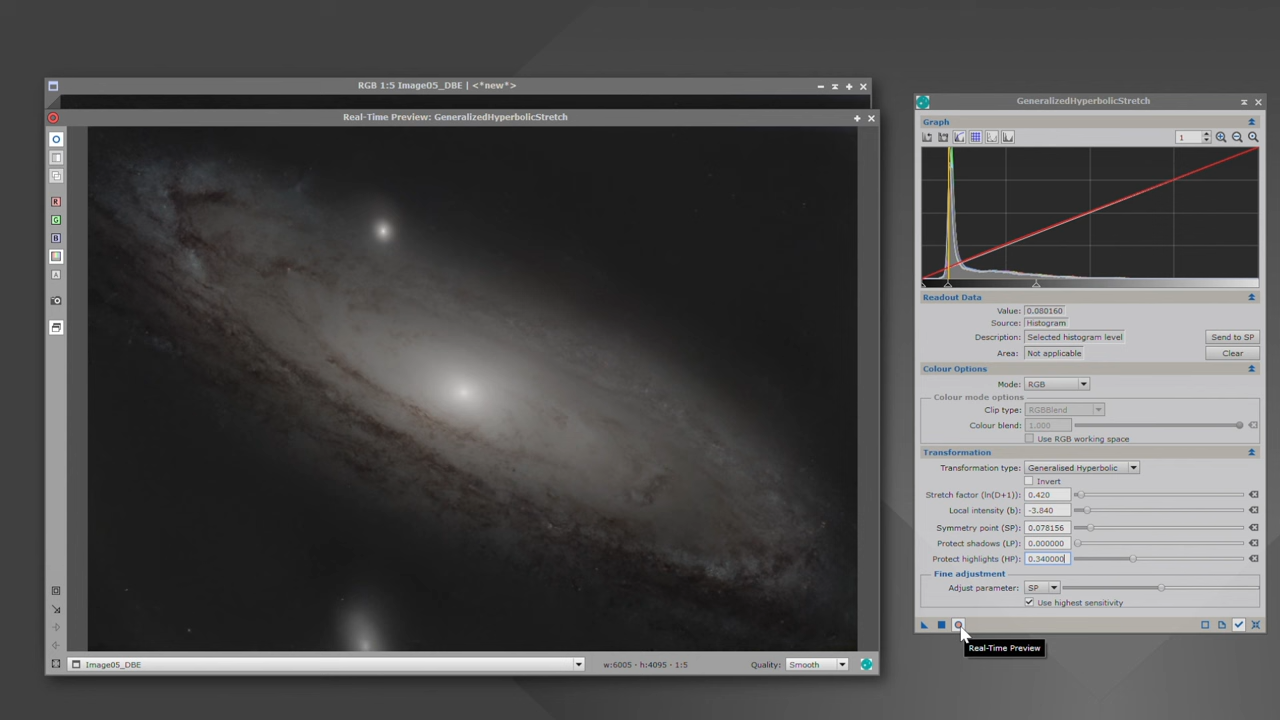 RGB 1:5 Image05_DBE | <*new*>
Real-Time Preview: GeneralizedHyperbolicStretch
R
G
B
A
Image05_DBE
w:6005 - h:4095 - 1:5
Quality: Smooth
GeneralizedHyperbolicStretch
Graph
1
Readout Data
Value: 0.080160
Source: Histogram
Description: Selected histogram level Send to SP
Area: Not applicable Clear
Colour Options
Mode: RGB
Colour mode options
Clip type: RGBBlend
Colour blend: 1.000
Use RGB working space
Transformation
Transformation type: Generalised Hyperbolic
Invert
Stretch factor (ln(D+1)): 0.420
Local intensity (b): -3.840
Symmetry point (SP): 0.078156
Protect shadows (LP): 0.000000
Protect highlights (HP): 0.340000
Fine adjustment
Adjust parameter: SP
Use highest sensitivity
Real-Time Preview